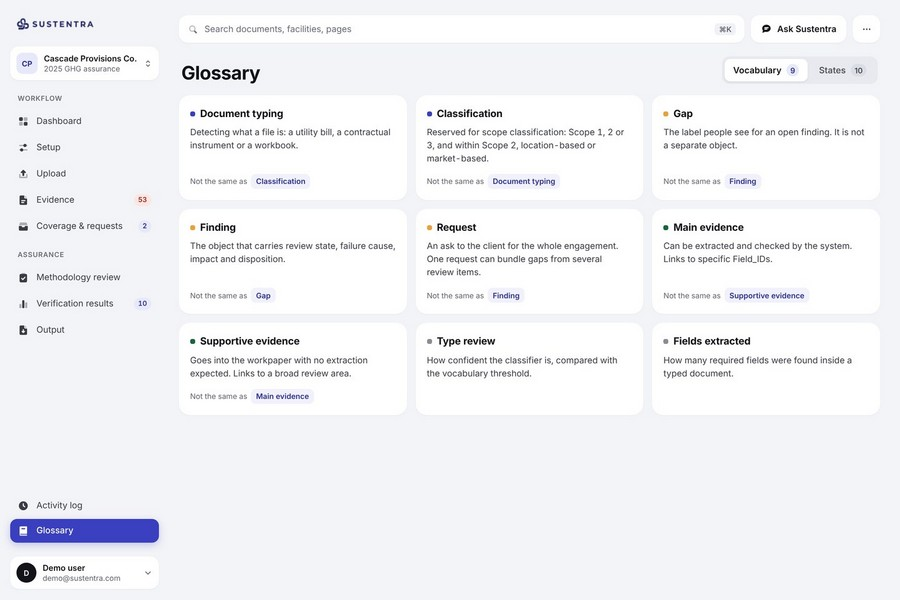 SUSTENTRA
CP
Cascade Provisions Co.
2025 GHG assurance
WORKFLOW
Dashboard
Setup
Upload
Evidence 53
Coverage & requests 2
ASSURANCE
Methodology review
Verification results 10
Output
Activity log
Glossary
D
Demo user
demo@sustentra.com
Search documents, facilities, pages ⌘K
Ask Sustentra
Glossary
Vocabulary 9
States 10
Document typing
Detecting what a file is: a utility bill, a contractual
instrument or a workbook.
Not the same as Classification
Classification
Reserved for scope classification: Scope 1, 2 or
3, and within Scope 2, location-based or
market-based.
Not the same as Document typing
Gap
The label people see for an open finding. It is not
a separate object.
Not the same as Finding
Finding
The object that carries review state, failure cause,
impact and disposition.
Not the same as Gap
Request
An ask to the client for the whole engagement.
One request can bundle gaps from several
review items.
Not the same as Finding
Main evidence
Can be extracted and checked by the system.
Links to specific Field_IDs.
Not the same as Supportive evidence
Supportive evidence
Goes into the workpaper with no extraction
expected. Links to a broad review area.
Not the same as Main evidence
Type review
How confident the classifier is, compared with
the vocabulary threshold.
Fields extracted
How many required fields were found inside a
typed document.